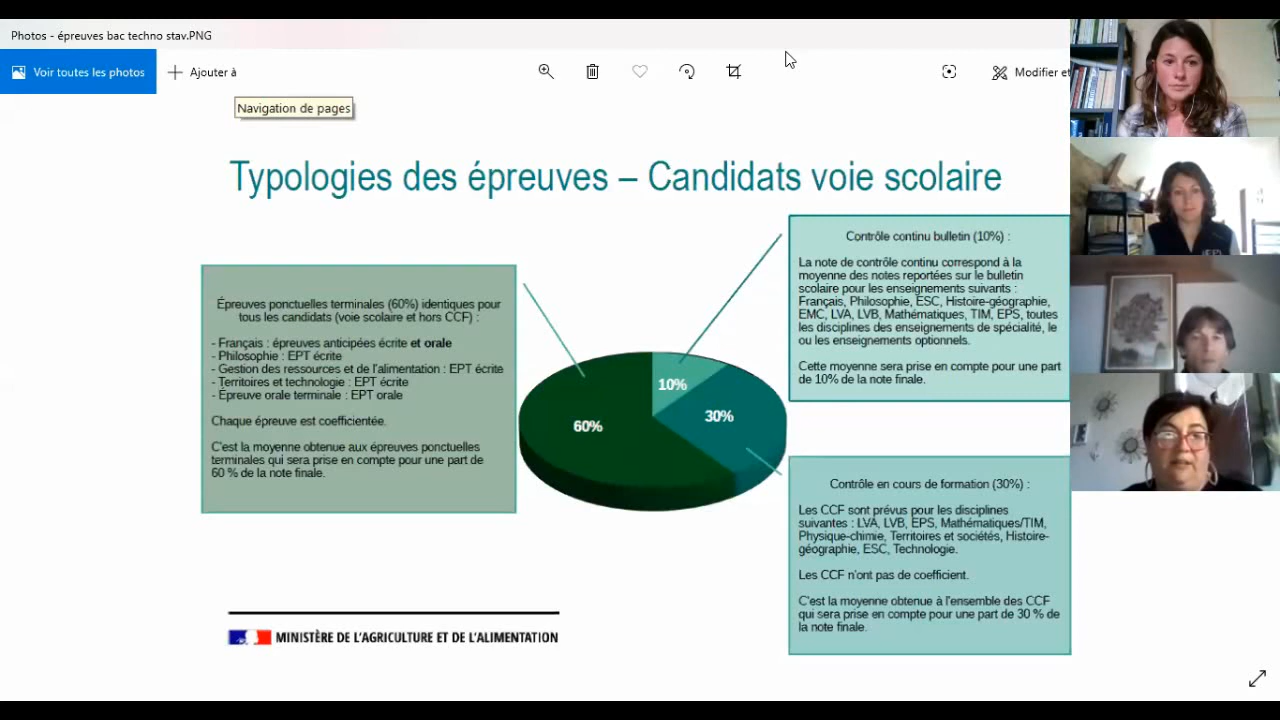 Photos - épreuves bac techno stav.PNG
Voir toutes les photos
Ajouter à
Modifier et
Navigation de pages
Typologies des épreuves – Candidats voie scolaire
Épreuves ponctuelles terminales (60%) identiques pour
tous les candidats (voie scolaire et hors CCF) :
- Français : épreuves anticipées écrite et orale
- Philosophie : EPT écrite
- Gestion des ressources et de l'alimentation : EPT écrite
- Territoires et technologie : EPT écrite
- Épreuve orale terminale : EPT orale
Chaque épreuve est coefficientée.
C'est la moyenne obtenue aux épreuves ponctuelles
terminales qui sera prise en compte pour une part de
60 % de la note finale.
10%
30%
60%
Contrôle continu bulletin (10%) :
La note de contrôle continu correspond à la
moyenne des notes reportées sur le bulletin
scolaire pour les enseignements suivants :
Français, Philosophie, ESC, Histoire-géographie,
EMC, LVA, LVB, Mathématiques, TIM, EPS, toutes
les disciplines des enseignements de spécialité, le
ou les enseignements optionnels.
Cette moyenne sera prise en compte pour une part
de 10% de la note finale.
Contrôle en cours de formation (30%) :
Les CCF sont prévus pour les disciplines
suivantes : LVA, LVB, EPS, Mathématiques/TIM,
Physique-chimie, Territoires et sociétés, Histoire-
géographie, ESC, Technologie.
Les CCF n'ont pas de coefficient.
C'est la moyenne obtenue à l'ensemble des CCF
qui sera prise en compte pour une part de 30 % de
la note finale.
MINISTÈRE DE L'AGRICULTURE ET DE L'ALIMENTATION